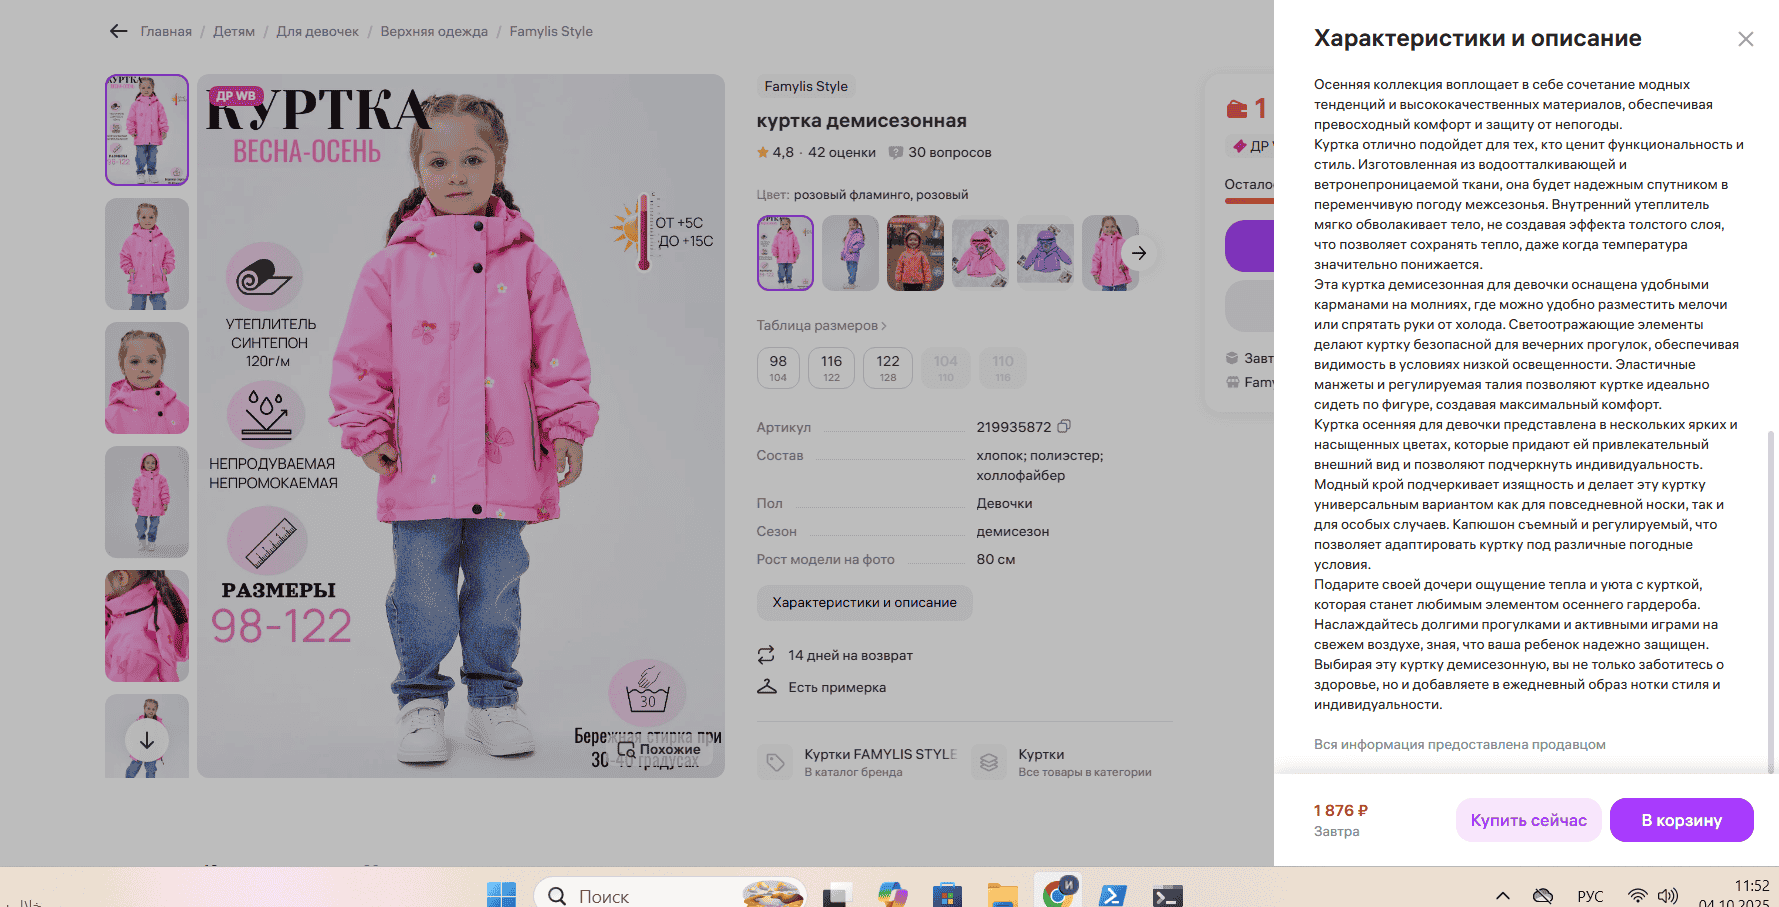 Главная / Детям / Для девочек / Верхняя одежда / Famylis Style
КУРТКА
ДР WB
ВЕСНА-ОСЕНЬ
ОТ +5С
ДО +15С
УТЕПЛИТЕЛЬ
СИНТЕПОН
120г/м
НЕПРОДУВАЕМАЯ
НЕПРОМОКАЕМАЯ
РАЗМЕРЫ
98-122
30
Бережная стирка при
30-40 градусах
Похожие
Famylis Style
куртка демисезонная
4,8 · 42 оценки 30 вопросов
Цвет: розовый фламинго, розовый
Таблица размеров
98 116 122 104 110
104 122 128 110 116
Артикул 219935872
Состав хлопок; полиэстер;
холлофайбер
Пол Девочки
Сезон демисезон
Рост модели на фото 80 см
Характеристики и описание
14 дней на возврат
Есть примерка
Куртки FAMYLIS STYLE
В каталог бренда
Куртки
Все товары в категории
1
ДР
Остало
Завт
Famy
Характеристики и описание
Осенняя коллекция воплощает в себе сочетание модных
тенденций и высококачественных материалов, обеспечивая
превосходный комфорт и защиту от непогоды.
Куртка отлично подойдет для тех, кто ценит функциональность и
стиль. Изготовленная из водоотталкивающей и
ветронепроницаемой ткани, она будет надежным спутником в
переменчивую погоду межсезонья. Внутренний утеплитель
мягко обволакивает тело, не создавая эффекта толстого слоя,
что позволяет сохранять тепло, даже когда температура
значительно понижается.
Эта куртка демисезонная для девочки оснащена удобными
карманами на молниях, где можно удобно разместить мелочи
или спрятать руки от холода. Светоотражающие элементы
делают куртку безопасной для вечерних прогулок, обеспечивая
видимость в условиях низкой освещенности. Эластичные
манжеты и регулируемая талия позволяют куртке идеально
сидеть по фигуре, создавая максимальный комфорт.
Куртка осенняя для девочки представлена в нескольких ярких и
насыщенных цветах, которые придают ей привлекательный
внешний вид и позволяют подчеркнуть индивидуальность.
Модный крой подчеркивает изящность и делает эту куртку
универсальным вариантом как для повседневной носки, так и
для особых случаев. Капюшон съемный и регулируемый, что
позволяет адаптировать куртку под различные погодные
условия.
Подарите своей дочери ощущение тепла и уюта с курткой,
которая станет любимым элементом осеннего гардероба.
Наслаждайтесь долгими прогулками и активными играми на
свежем воздухе, зная, что ваша ребенок надежно защищен.
Выбирая эту куртку демисезонную, вы не только заботитесь о
здоровье, но и добавляете в ежедневный образ нотки стиля и
индивидуальности.
Вся информация предоставлена продавцом
1 876 ₽
Завтра
Купить сейчас
В корзину
Поиск
И
РУС
11:52
04.10.2025